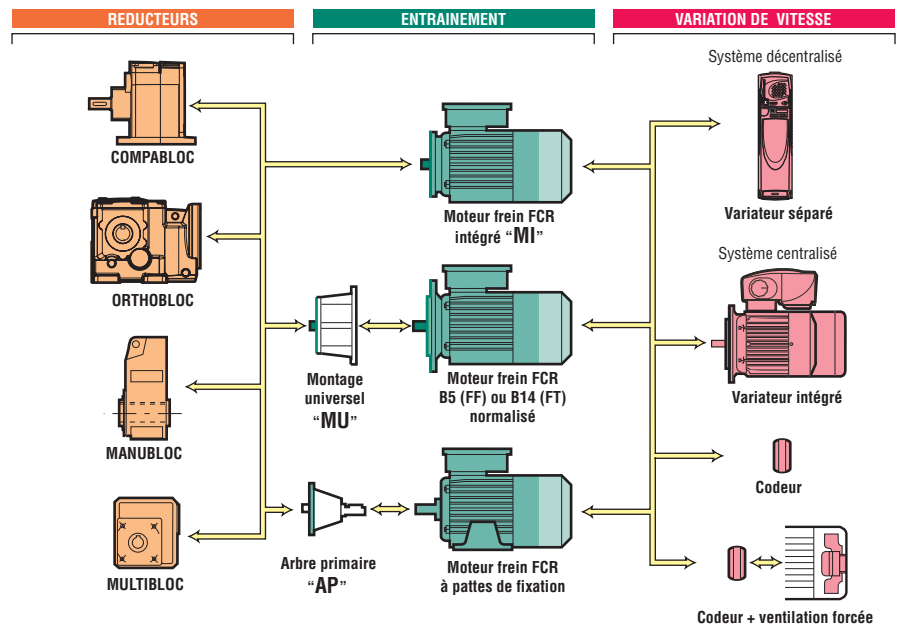 REDUCTEURS
COMPABLOC
ORTHOBLOC
MANUBLOC
MULTIBLOC
ENTRAINEMENT
Moteur frein FCR
intégré “MI”
Montage
universel
“MU”
Moteur frein FCR
B5 (FF) ou B14 (FT)
normalisé
Arbre primaire
“AP”
Moteur frein FCR
à pattes de fixation
VARIATION DE VITESSE
Système décentralisé
Variateur séparé
Système centralisé
Variateur intégré
Codeur
Codeur + ventilation forcée